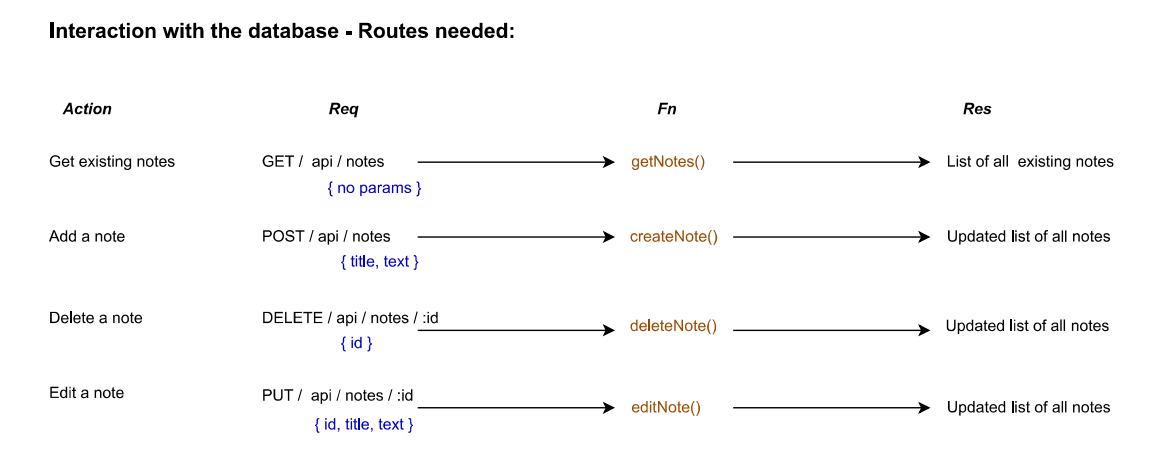 Interaction with the database - Routes needed:
Action Req Fn Res
Get existing notes GET / api / notes getNotes() List of all existing notes
{ no params }
Add a note POST / api / notes createNote() Updated list of all notes
{ title, text }
Delete a note DELETE / api / notes / :id deleteNote() Updated list of all notes
{ id }
Edit a note PUT / api / notes / :id editNote() Updated list of all notes
{ id, title, text }